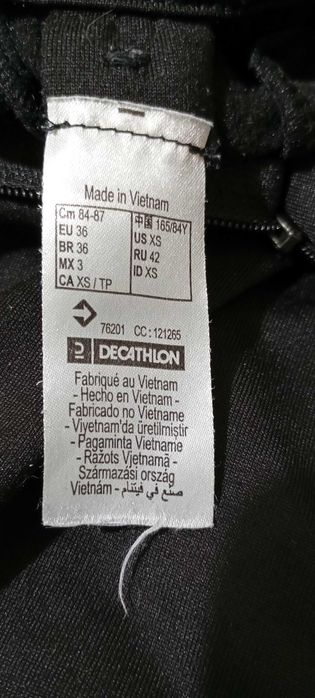 Made in Vietnam
Cm 84-87
EU 36
BR 36
MX 3
CA XS / TP
中国 165/84Y
US XS
RU 42
ID XS
76201 CC : 121265
DECATHLON
Fabriqué au Vietnam
- Hecho en Vietnam -
Fabricado no Vietname
- Viyetnam'da üretilmiştir
- Pagaminta Vietname
- Ražots Vjetnamā -
Származási ország
Vietnám - صنع في فيتنام